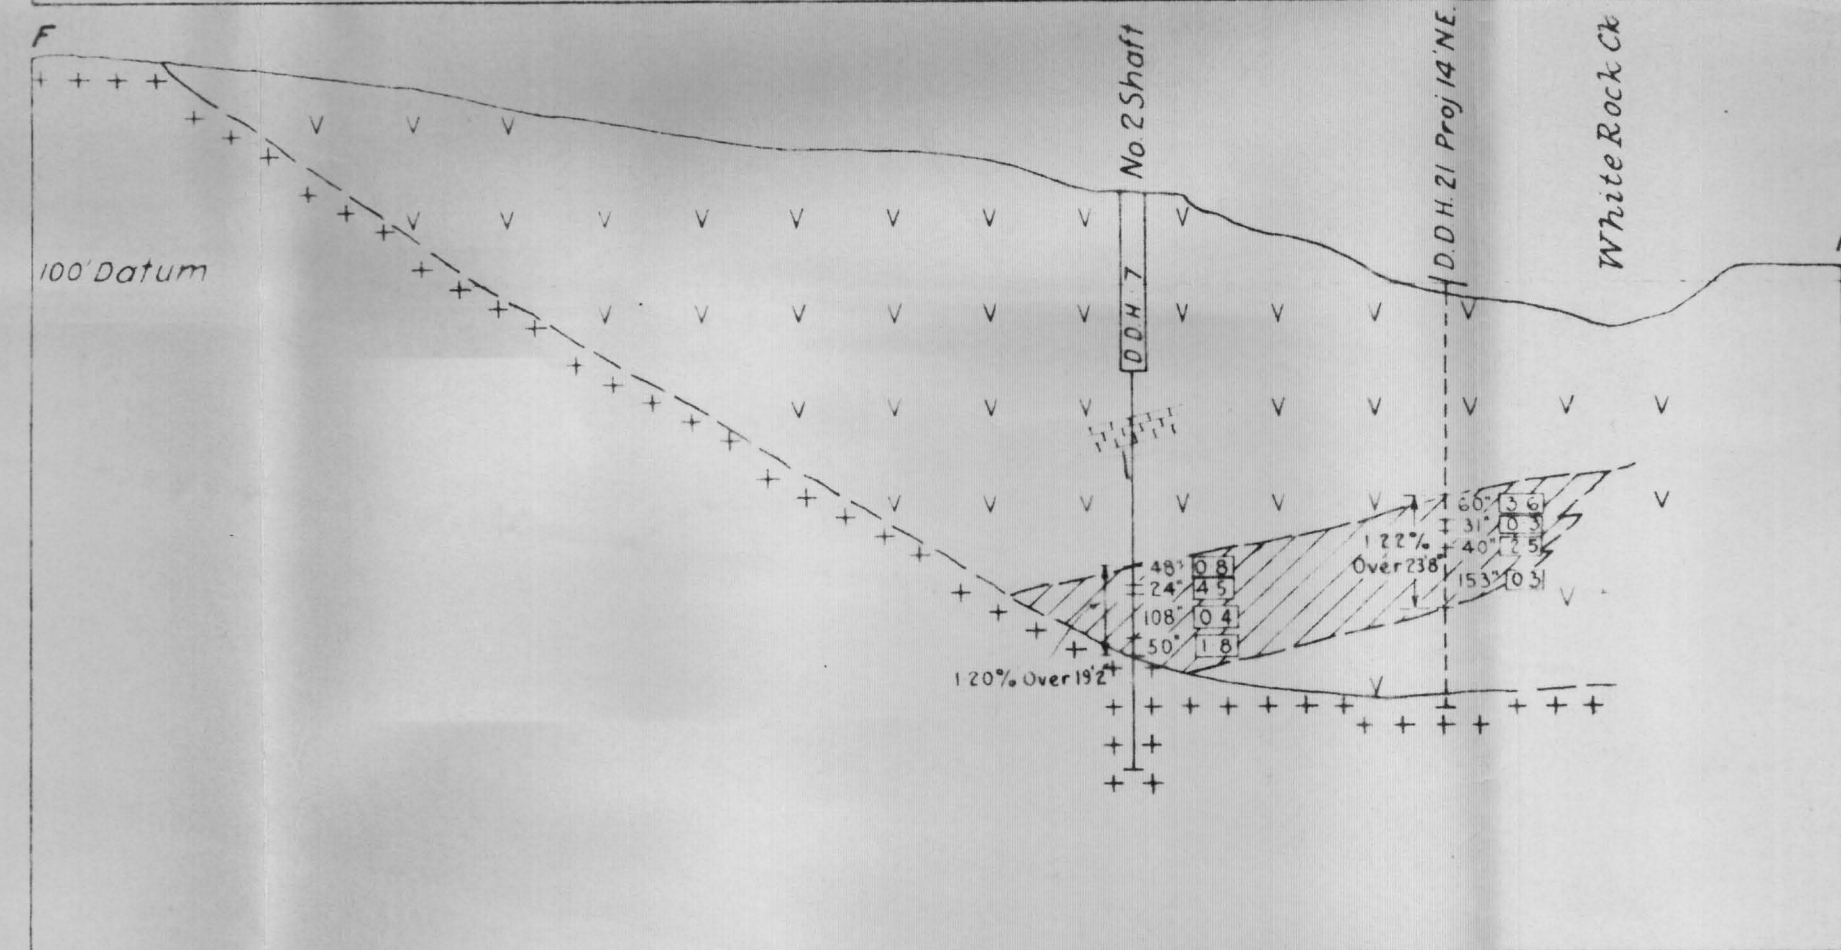 F
No. 2 Shaft
D.D.H. 21 Proj 14' N.E.
White Rock Ck
100' Datum
D D H 7
60" 3 6
31" 0 3
40" 2 5
153" 0 3
1 22%
Over 23'8"
48" 0 8
24" 4 5
108" 0 4
50" 1 8
1 20% Over 19'2"